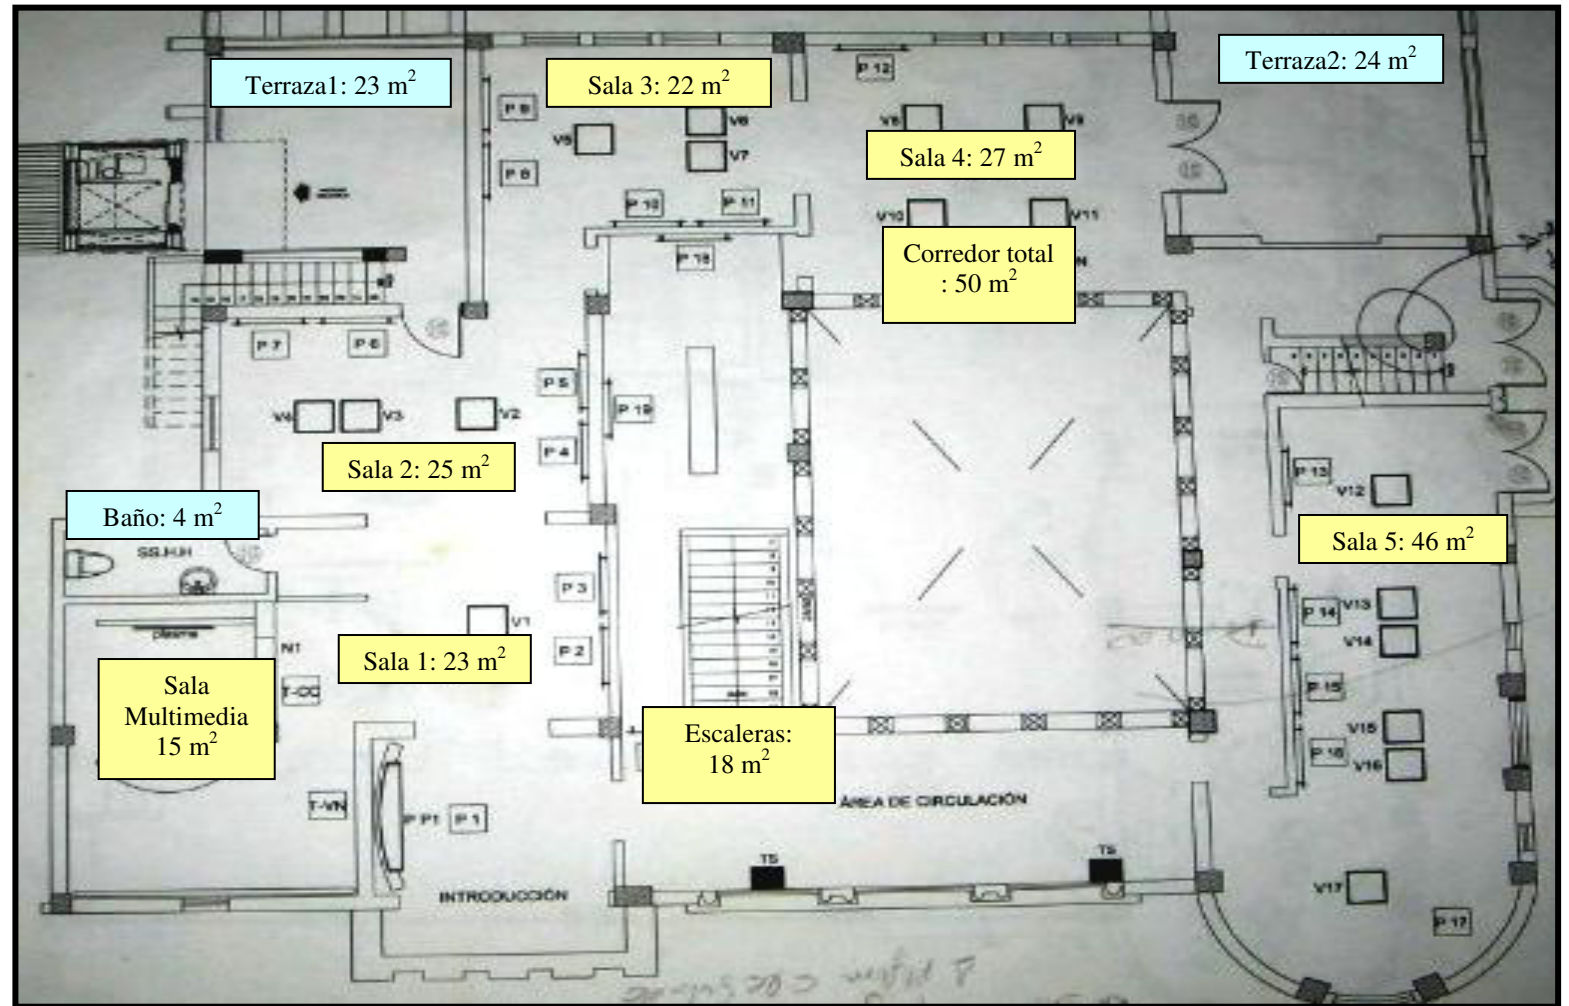 Terraza1: 23 m²
Sala 3: 22 m²
P 12
Terraza2: 24 m²
P 9
V5
V6
V7
P 8
V8
V9
Sala 4: 27 m²
P 10
P 11
V10
V11
Corredor total
: 50 m²
N
P 7
P 6
P 5
P 19
V4
V3
V2
P 4
Sala 2: 25 m²
P 13
V12
Baño: 4 m²
SS.HH
Sala 5: 46 m²
P 3
V1
P 2
V13
P 14
V14
plasma
N1
Sala 1: 23 m²
T-CC
Sala
Multimedia
15 m²
P 15
V15
Escaleras:
18 m²
P 16
V16
T-VN
P P1
P 1
ÁREA DE CIRCULACIÓN
TS
TS
INTRODUCCIÓN
V17
P 17